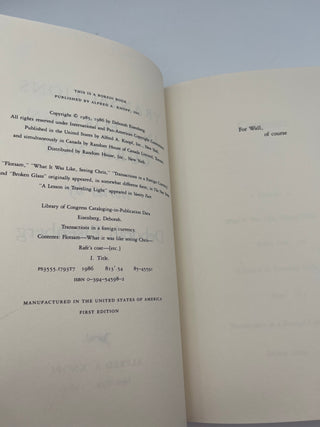 THIS IS A BORZOI BOOK
PUBLISHED BY ALFRED A. KNOPF, INC.
Copyright © 1985, 1986 by Deborah Eisenberg
All rights reserved under International and Pan-American Copyright Conventions.
Published in the United States by Alfred A. Knopf, Inc., New York, and
simultaneously in Canada by Random House of Canada Limited, Toronto.
Distributed by Random House, Inc., New York.
"Flotsam," "What It Was Like, Seeing Chris," "Transactions in a Foreign Currency,"
and "Broken Glass" originally appeared, in somewhat different form, in The
"A Lesson in Traveling Light" appeared in Vanity Fair.
Library of Congress Cataloging-in-Publication Data
Eisenberg, Deborah.
Transactions in a foreign currency.
Contents: Flotsam—What it was like seeing Chris—
Rafe's coat—[etc.]
I. Title.
PS3555.I793T7 1986 813'.54 85-45591
ISBN 0-394-54598-2
MANUFACTURED IN THE UNITED STATES OF AMERICA
FIRST EDITION
For Wall,
of course